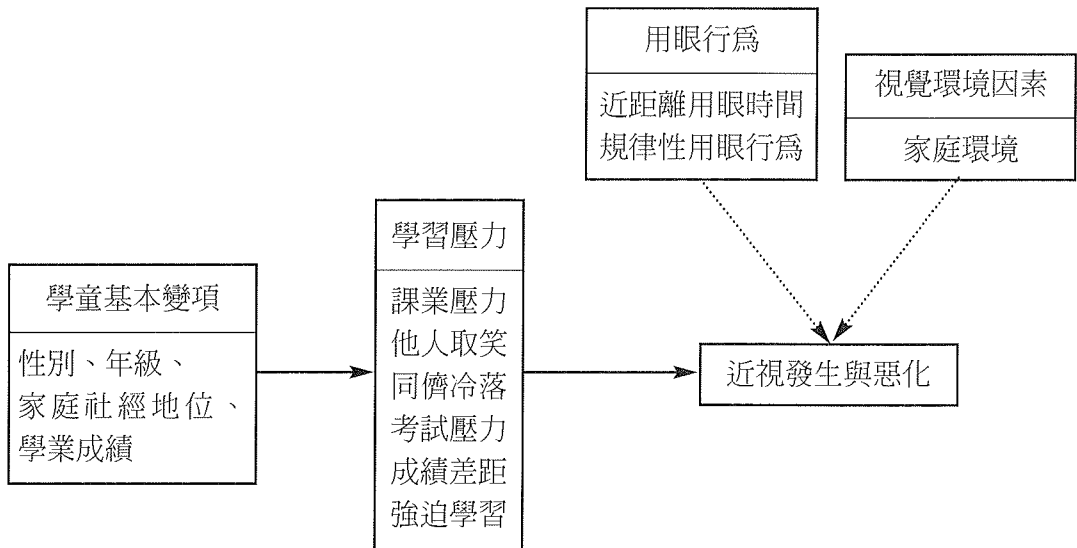 用眼行爲
近距離用眼時間
規律性用眼行爲
視覺環境因素
家庭環境
學習壓力
課業壓力
他人取笑
同儕冷落
考試壓力
成績差距
強迫學習
學童基本變項
性別、年級、
家庭社經地位、
學業成績
近視發生與惡化